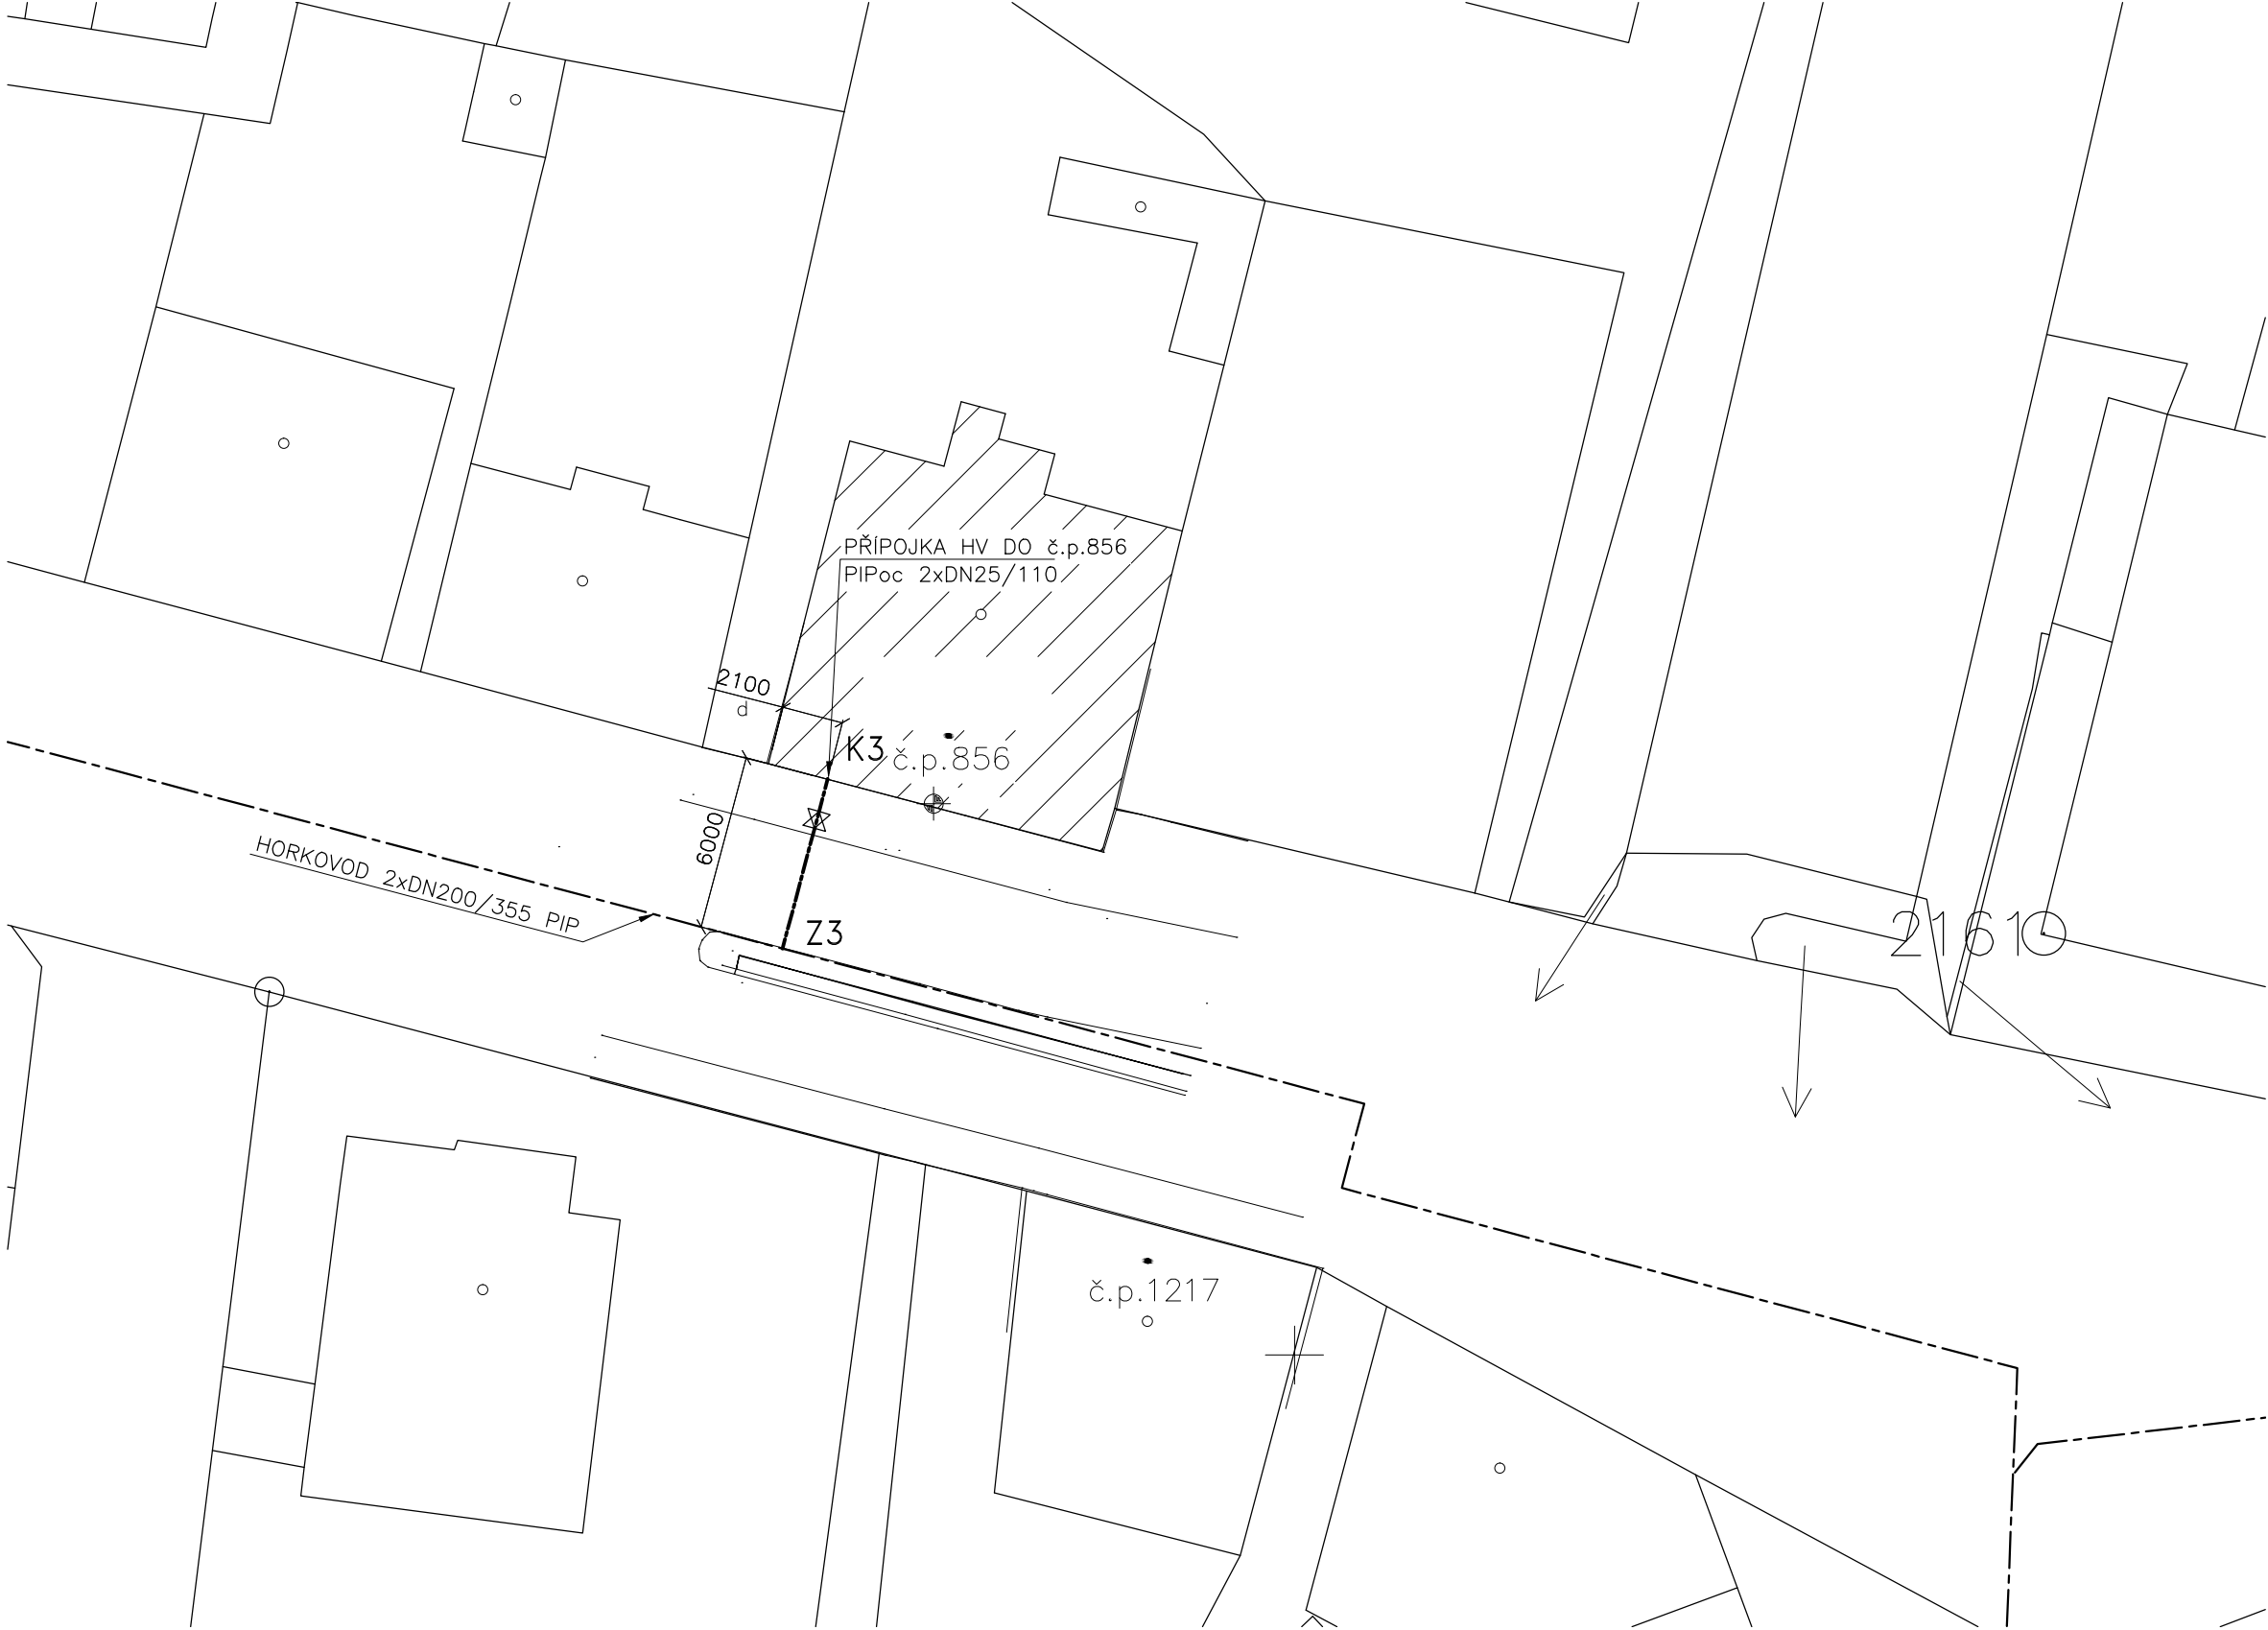 PŘÍPOJKA HV DO č.p.856
PIPoc 2xDN25/110
2100
d
K3
č.p.856
6000
HORKOVOD 2xDN200/355 PIP
Z3
2161
č.p.1217